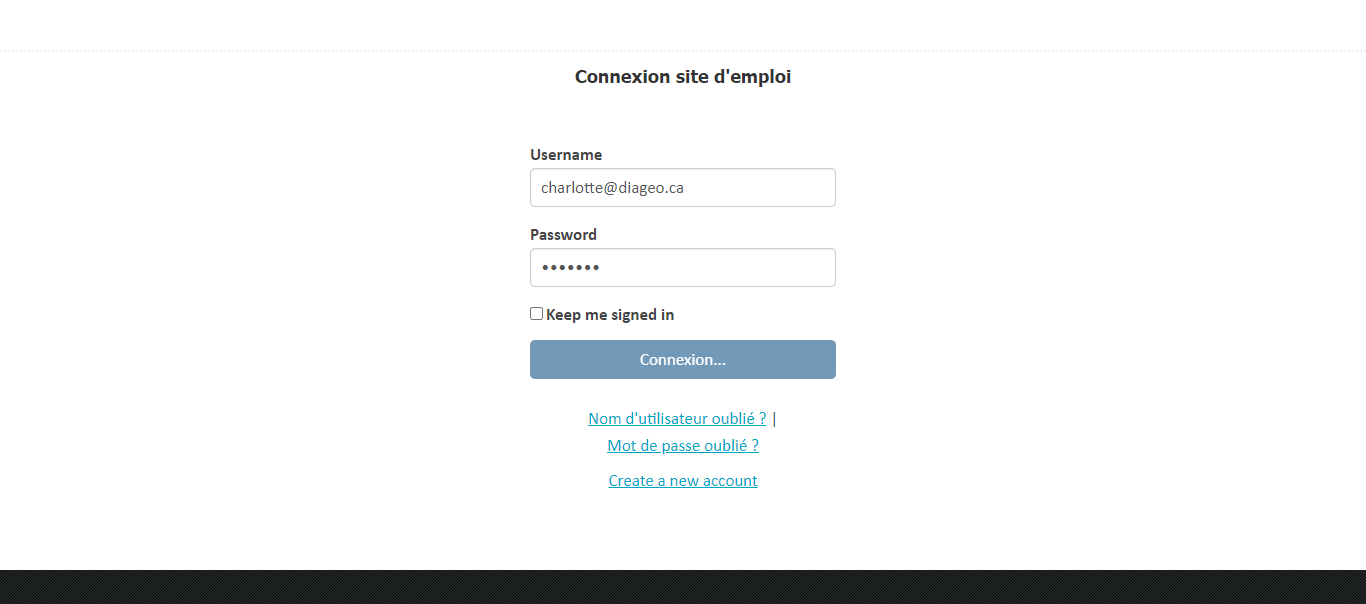 Connexion site d'emploi
Username
charlotte@diageo.ca
Password
•••••••
Keep me signed in
Connexion...
Nom d'utilisateur oublié ? |
Mot de passe oublié ?
Create a new account